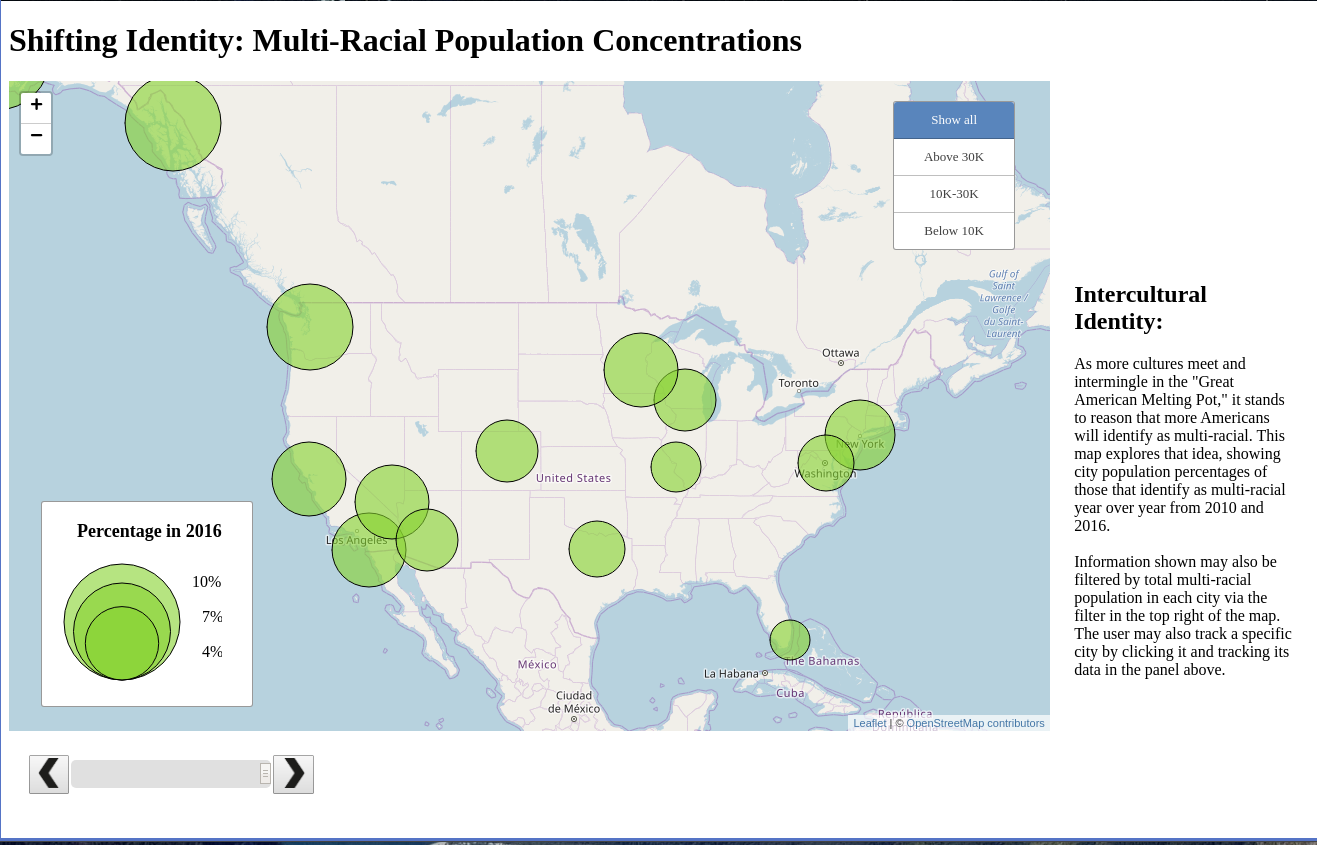 Shifting Identity: Multi-Racial Population Concentrations
+
−
Show all
Above 30K
10K-30K
Below 10K
Gulf of
Saint
Lawrence /
Golfe
du Saint-
Laurent
Ottawa
Toronto
New York
Washington
United States
Los Angeles
México
Ciudad
de México
La Habana
The Bahamas
Cuba
República
Dominicana
Percentage in 2016
10%
7%
4%
Leaflet | © OpenStreetMap contributors
Intercultural
Identity:
As more cultures meet and
intermingle in the "Great
American Melting Pot," it stands
to reason that more Americans
will identify as multi-racial. This
map explores that idea, showing
city population percentages of
those that identify as multi-racial
year over year from 2010 and
2016.
Information shown may also be
filtered by total multi-racial
population in each city via the
filter in the top right of the map.
The user may also track a specific
city by clicking it and tracking its
data in the panel above.